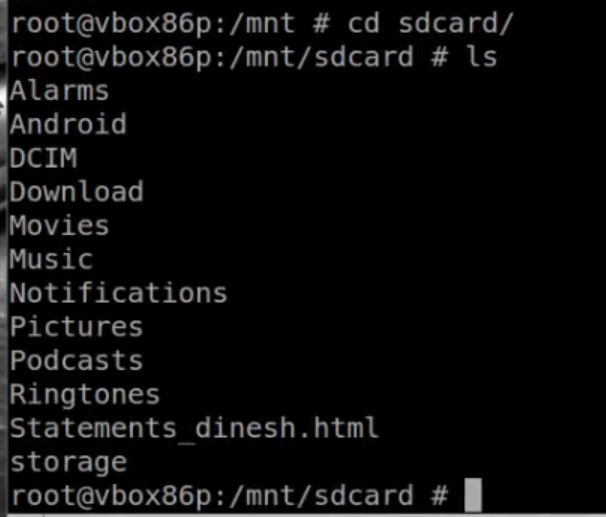 root@vbox86p:/mnt # cd sdcard/
root@vbox86p:/mnt/sdcard # ls
Alarms
Android
DCIM
Download
Movies
Music
Notifications
Pictures
Podcasts
Ringtones
Statements_dinesh.html
storage
root@vbox86p:/mnt/sdcard #